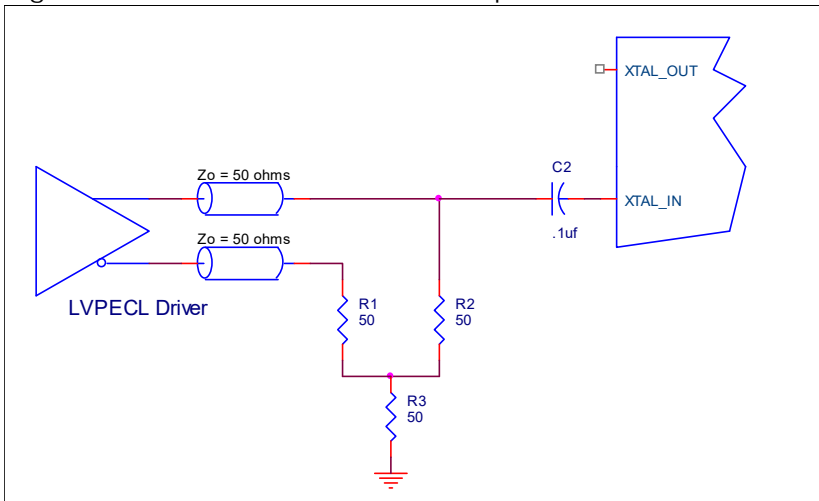 XTAL_OUT
C2
Zo = 50 ohms
XTAL_IN
.1uf
Zo = 50 ohms
LVPECL Driver
R1
50
R2
50
R3
50